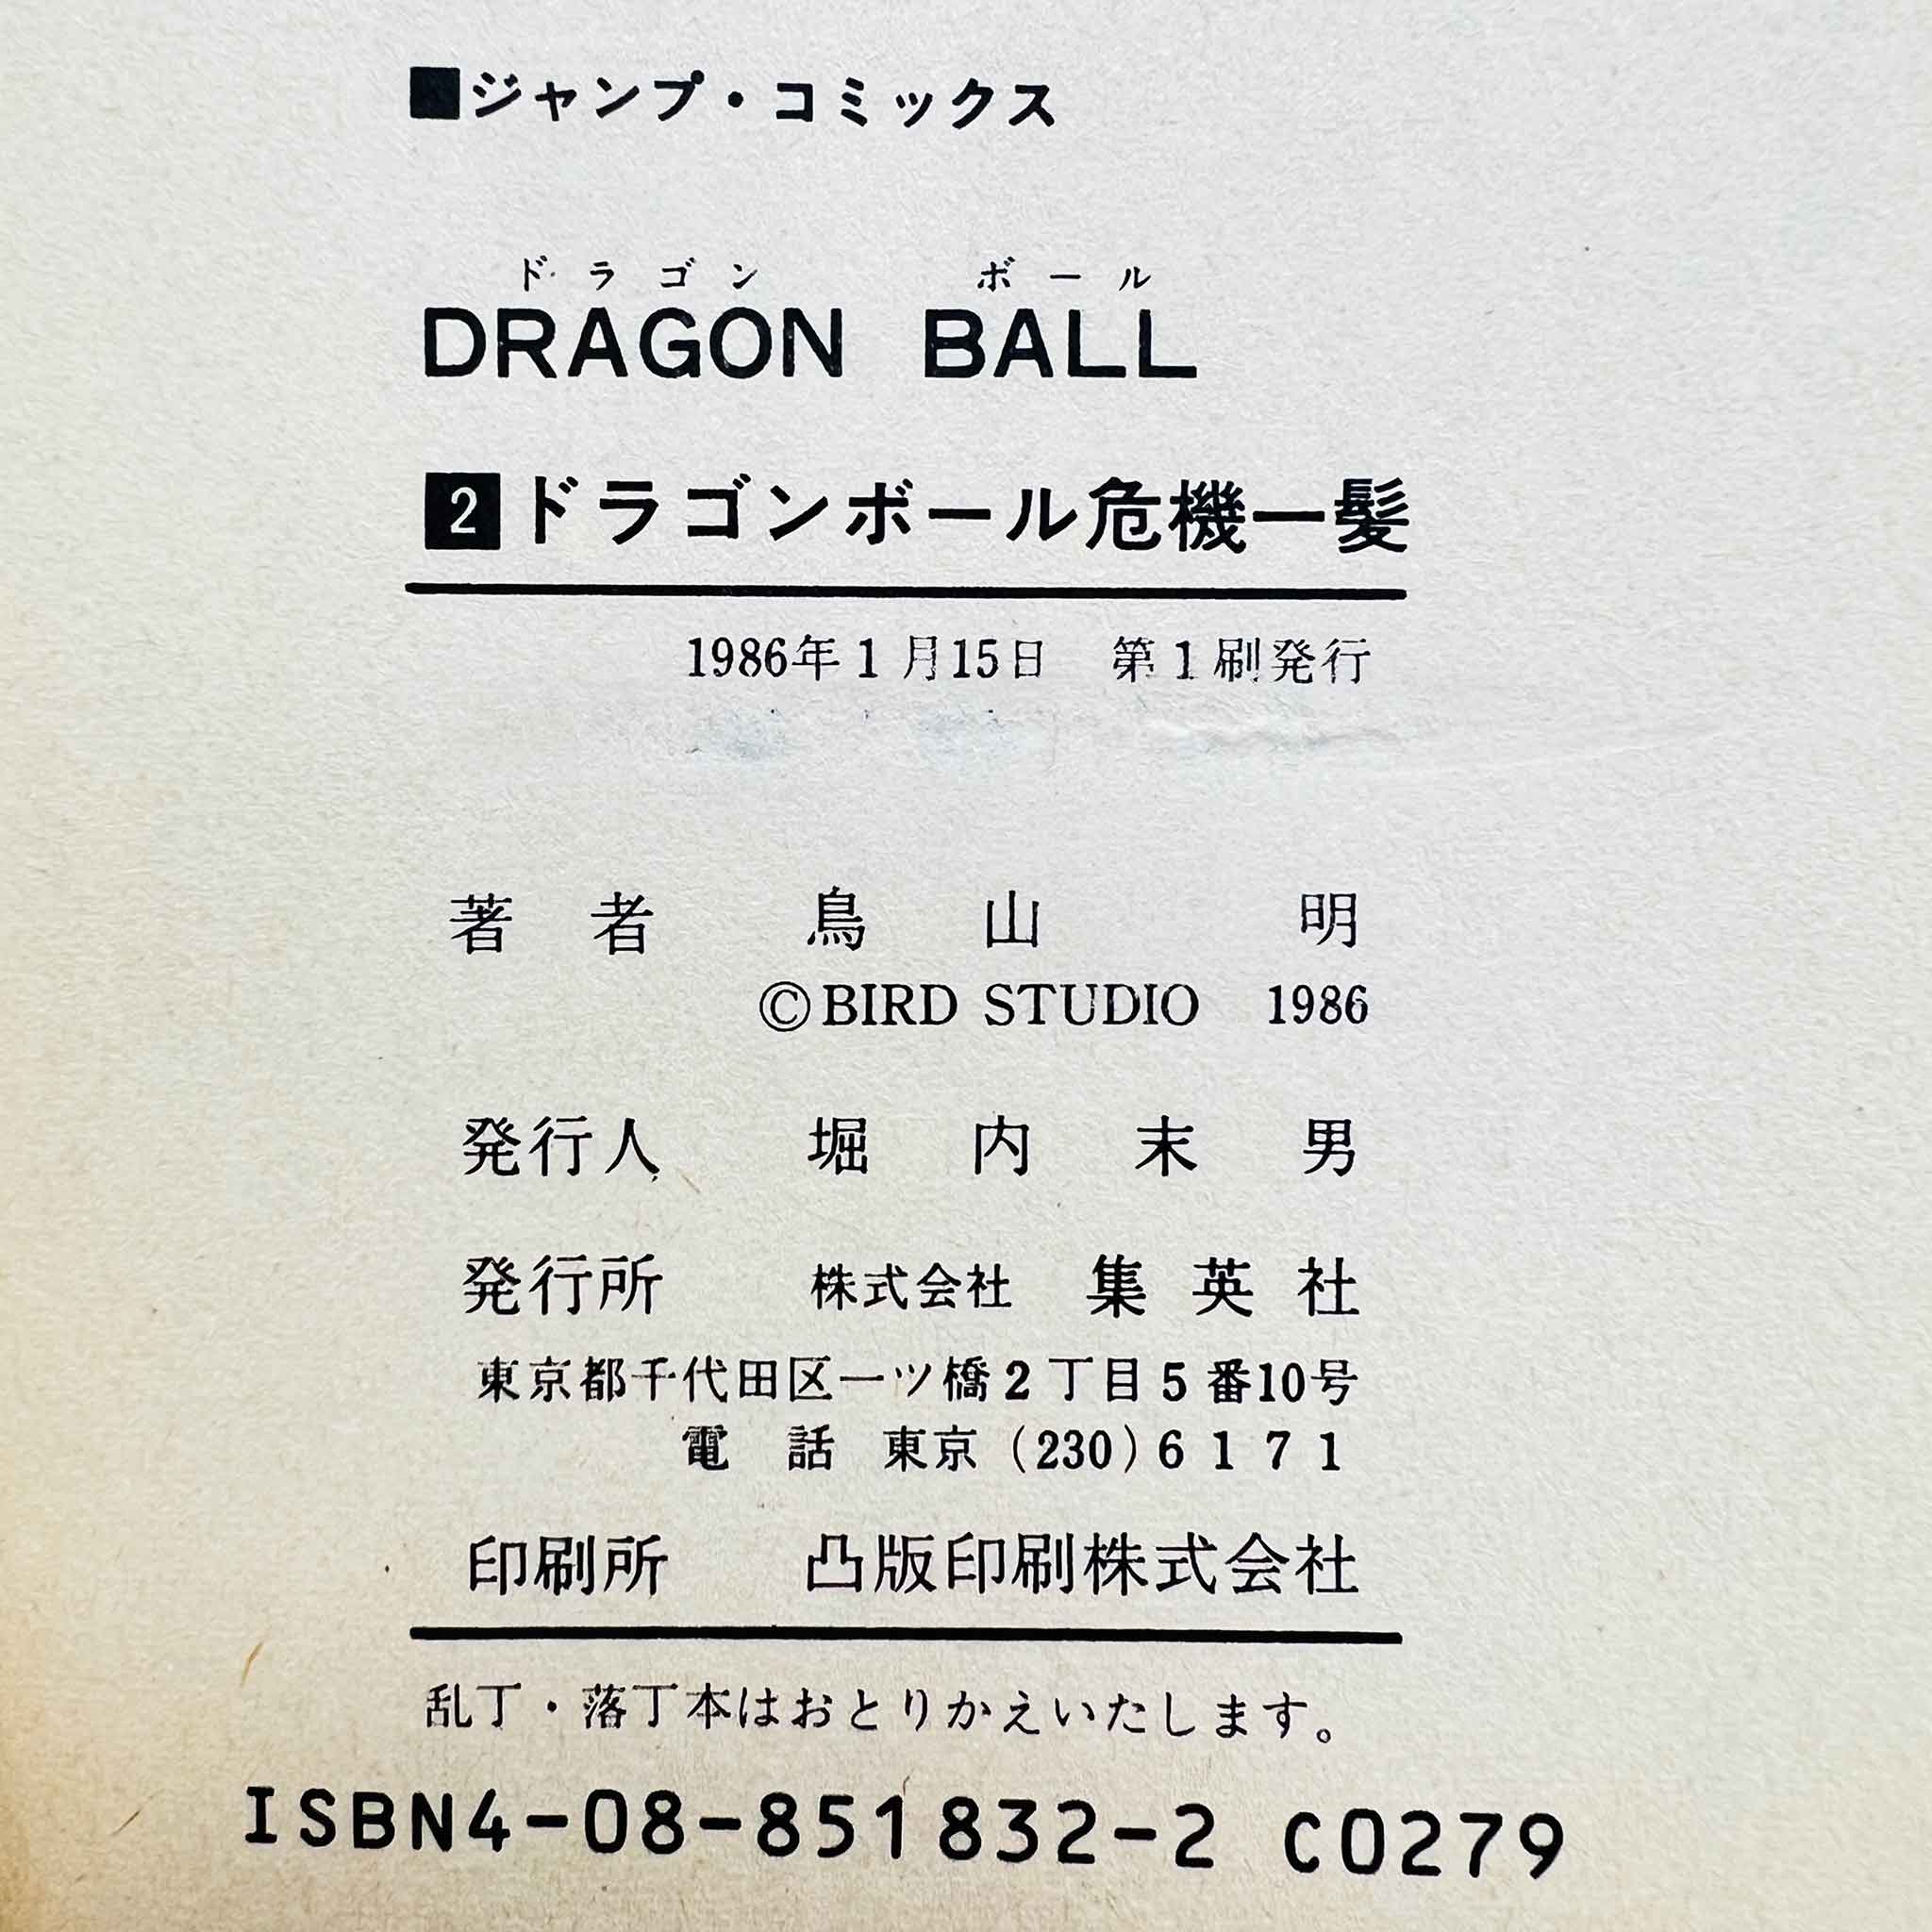 ■ジャンプ・コミックス
ドラゴン ボール
DRAGON BALL
2 ドラゴンボール危機一髪
1986年1月15日 第1刷発行
著者 鳥山明
©BIRD STUDIO 1986
発行人 堀内末男
発行所 株式会社 集英社
東京都千代田区一ツ橋2丁目5番10号
電話 東京(230)6171
印刷所 凸版印刷株式会社
乱丁・落丁本はおとりかえいたします。
ISBN4-08-851832-2 C0279